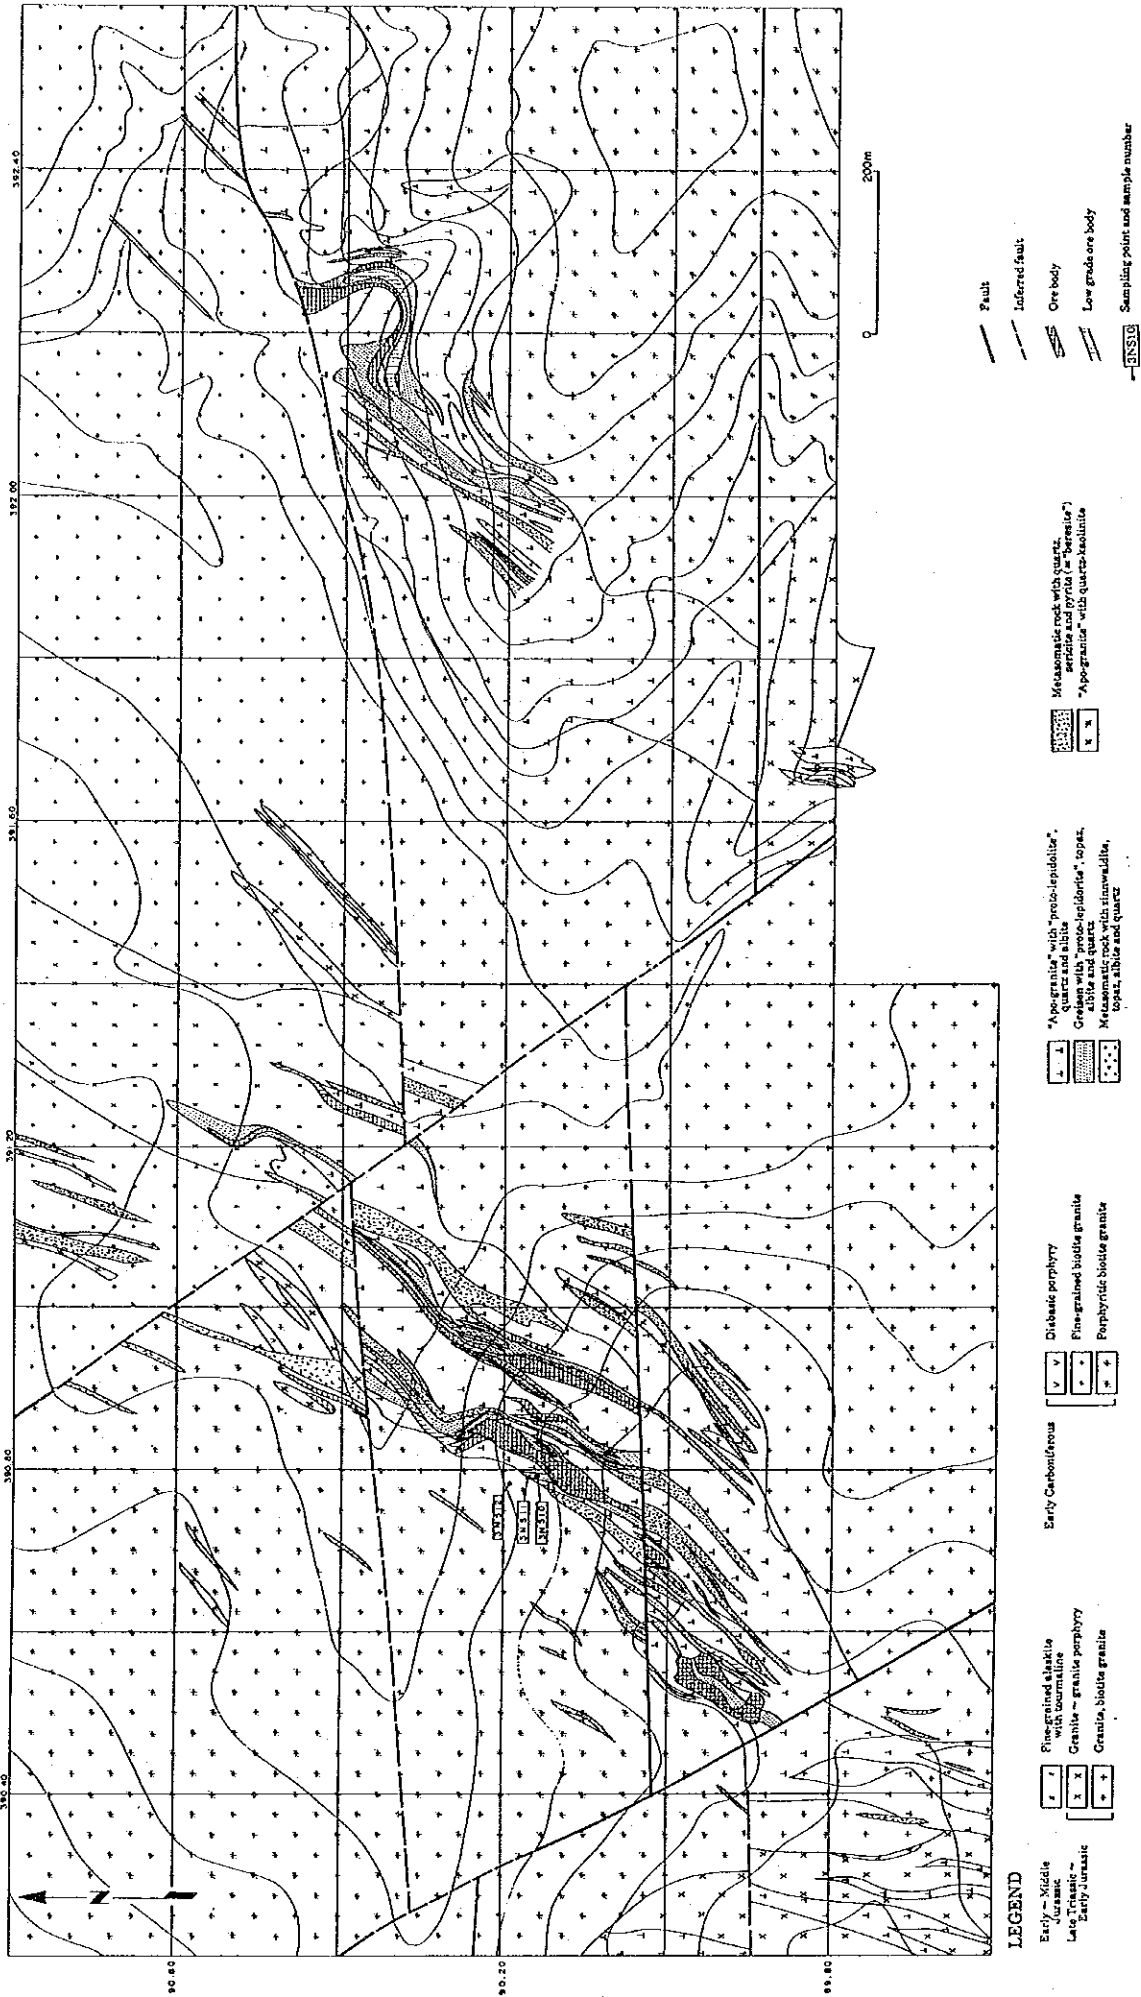 392.40
392.00
391.60
391.20
390.80
390.40
90.60
90.20
89.80
N
0 200m
3NS12
3NS11
3NS10
LEGEND
Early ~ Middle Jurassic
Fine-grained alaskite with tourmaline
Late Triassic ~ Early Jurassic
Granite ~ granite porphyry
Granite, biotite granite
Early Carboniferous
Diabasic porphyry
Fine-grained biotite granite
Porphyritic biotite granite
"Apo-granite" with "proto-lepidolite", quartz and albite
Greisen with "proto-lepidorite", topaz, albite and quartz
Metasomatic rock with zinnwaldite, topaz, albite and quartz
Metasomatic rock with quartz, sericite and pyrite (= "beresite")
"Apo-granite" with quartz-kaolinite
Fault
Inferred fault
Ore body
Low grade ore body
3NS10 Sampling point and sample number